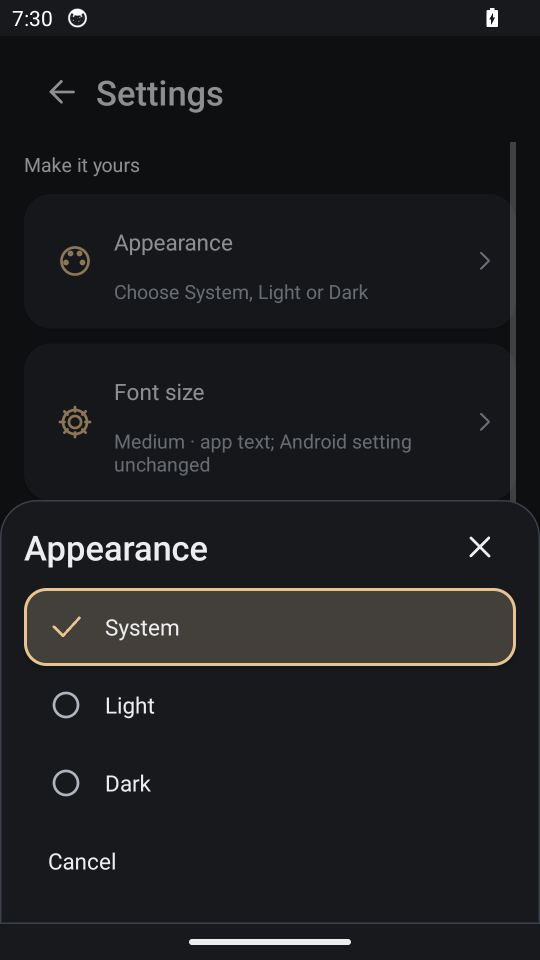 7:30
Settings
Make it yours
Appearance
Choose System, Light or Dark
Font size
Medium · app text; Android setting
unchanged
Appearance
System
Light
Dark
Cancel